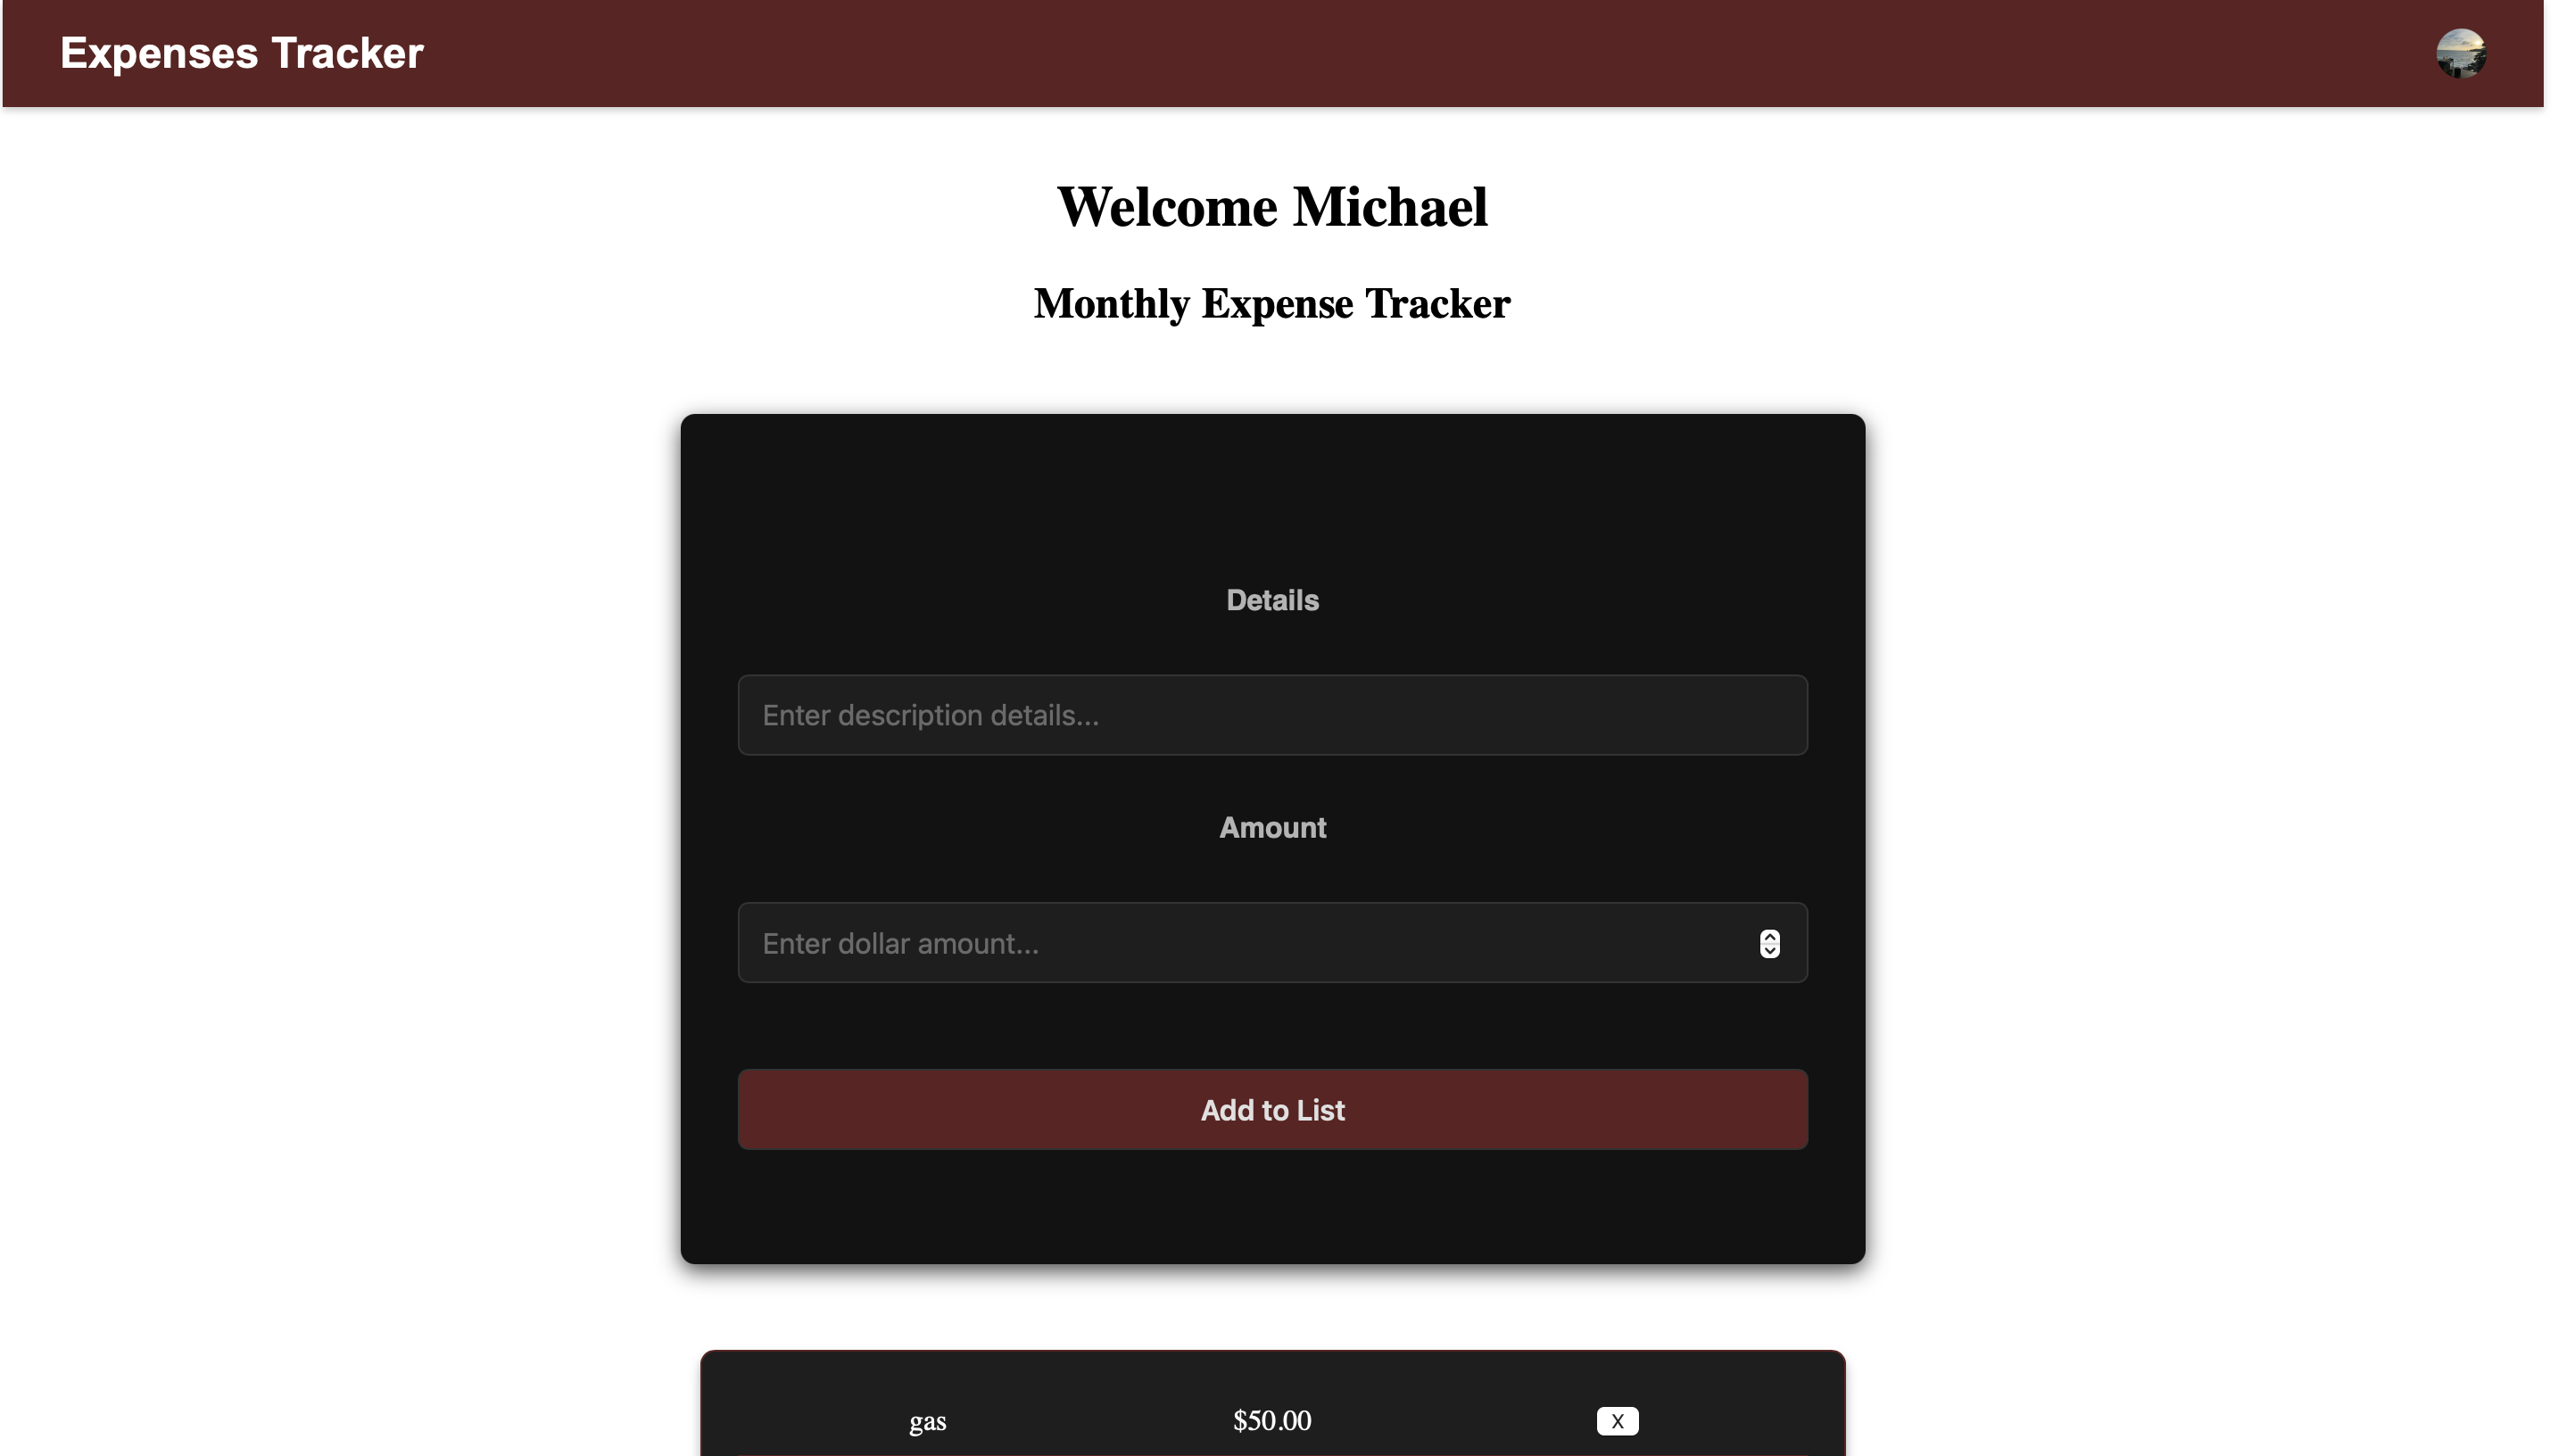 Expenses Tracker
Welcome Michael
Monthly Expense Tracker
Details
Enter description details...
Amount
Enter dollar amount...
Add to List
gas $50.00 X